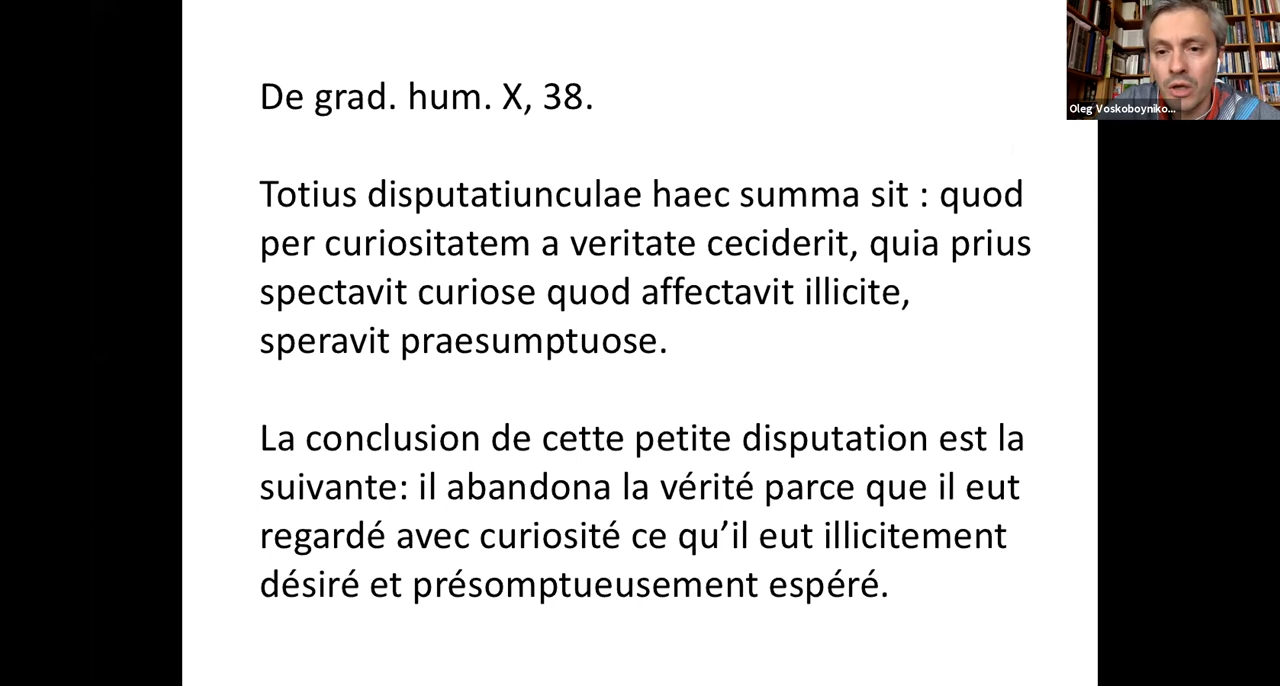 De grad. hum. X, 38.
Totius disputatiunculae haec summa sit : quod
per curiositatem a veritate ceciderit, quia prius
spectavit curiose quod affectavit illicite,
speravit praesumptuose.
La conclusion de cette petite disputation est la
suivante: il abandona la vérité parce que il eut
regardé avec curiosité ce qu’il eut illicitement
désiré et présomptueusement espéré.
Oleg Voskoboyniko...